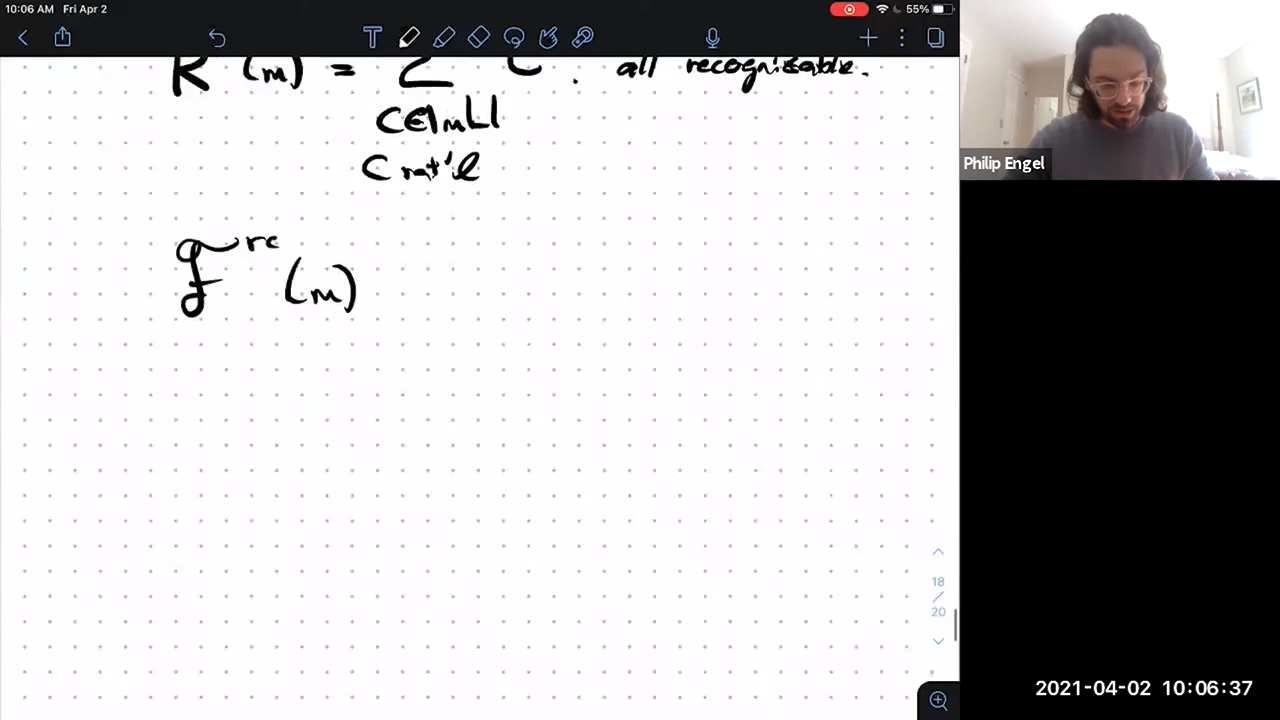 10:06 AM Fri Apr 2
55%
R (m) = Σ C . all recognizable.
C∈|mL|
C rat'l
rc
(m)
18
/
20
Philip Engel
2021-04-02 10:06:37